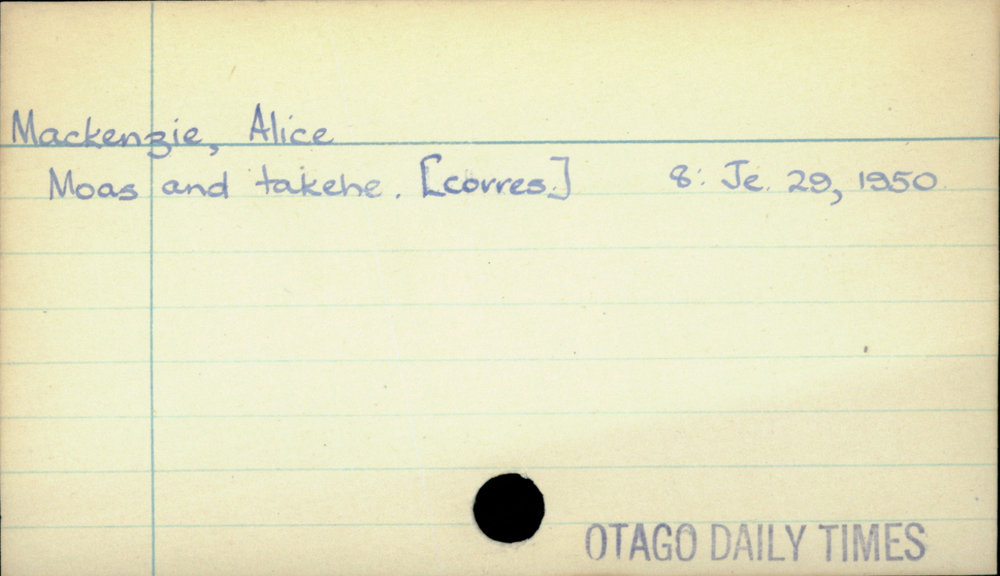 Mackenzie, Alice
Moas and takehe. [corres.] 8: Je. 29, 1950
OTAGO DAILY TIMES